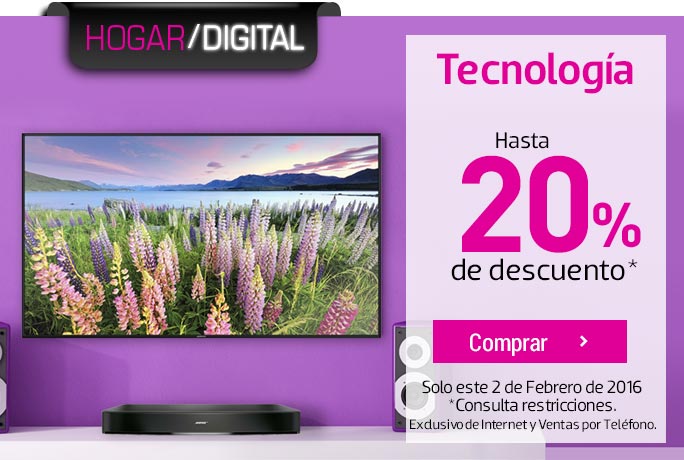 HOGAR/DIGITAL
Tecnología
Hasta
20%
de descuento*
Comprar >
Solo este 2 de Febrero de 2016
*Consulta restricciones.
Exclusivo de Internet y Ventas por Teléfono.
BOSE